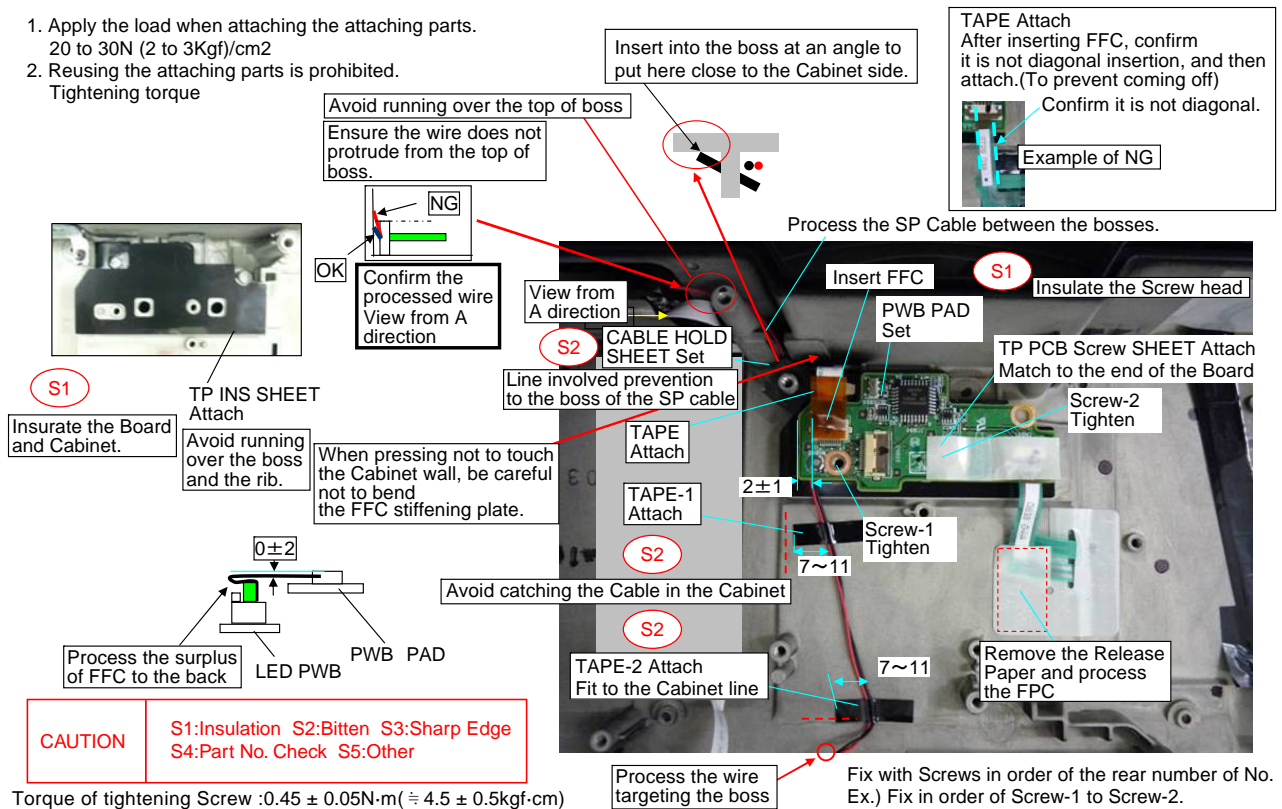 1. Apply the load when attaching the attaching parts.
20 to 30N (2 to 3Kgf)/cm2
2. Reusing the attaching parts is prohibited.
Tightening torque
Insert into the boss at an angle to
put here close to the Cabinet side.
TAPE Attach
After inserting FFC, confirm
it is not diagonal insertion, and then
attach.(To prevent coming off)
Confirm it is not diagonal.
Example of NG
Avoid running over the top of boss
Ensure the wire does not
protrude from the top of
boss.
NG
OK
Confirm the
processed wire
View from A
direction
Process the SP Cable between the bosses.
View from
A direction
Insert FFC
S1
Insulate the Screw head
PWB PAD
Set
S2
CABLE HOLD
SHEET Set
TP PCB Screw SHEET Attach
Match to the end of the Board
Line involved prevention
to the boss of the SP cable
Screw-2
Tighten
S1
TP INS SHEET
Attach
Insurate the Board
and Cabinet.
Avoid running
over the boss
and the rib.
When pressing not to touch
the Cabinet wall, be careful
not to bend
the FFC stiffening plate.
TAPE
Attach
2±1
TAPE-1
Attach
Screw-1
Tighten
7～11
S2
0±2
Avoid catching the Cable in the Cabinet
S2
Process the surplus
of FFC to the back
LED PWB
PWB PAD
TAPE-2 Attach
Fit to the Cabinet line
7～11
Remove the Release
Paper and process
the FPC
CAUTION
S1:Insulation S2:Bitten S3:Sharp Edge
S4:Part No. Check S5:Other
Process the wire
targeting the boss
Fix with Screws in order of the rear number of No.
Ex.) Fix in order of Screw-1 to Screw-2.
Torque of tightening Screw :0.45 ± 0.05N·m(≒4.5 ± 0.5kgf·cm)